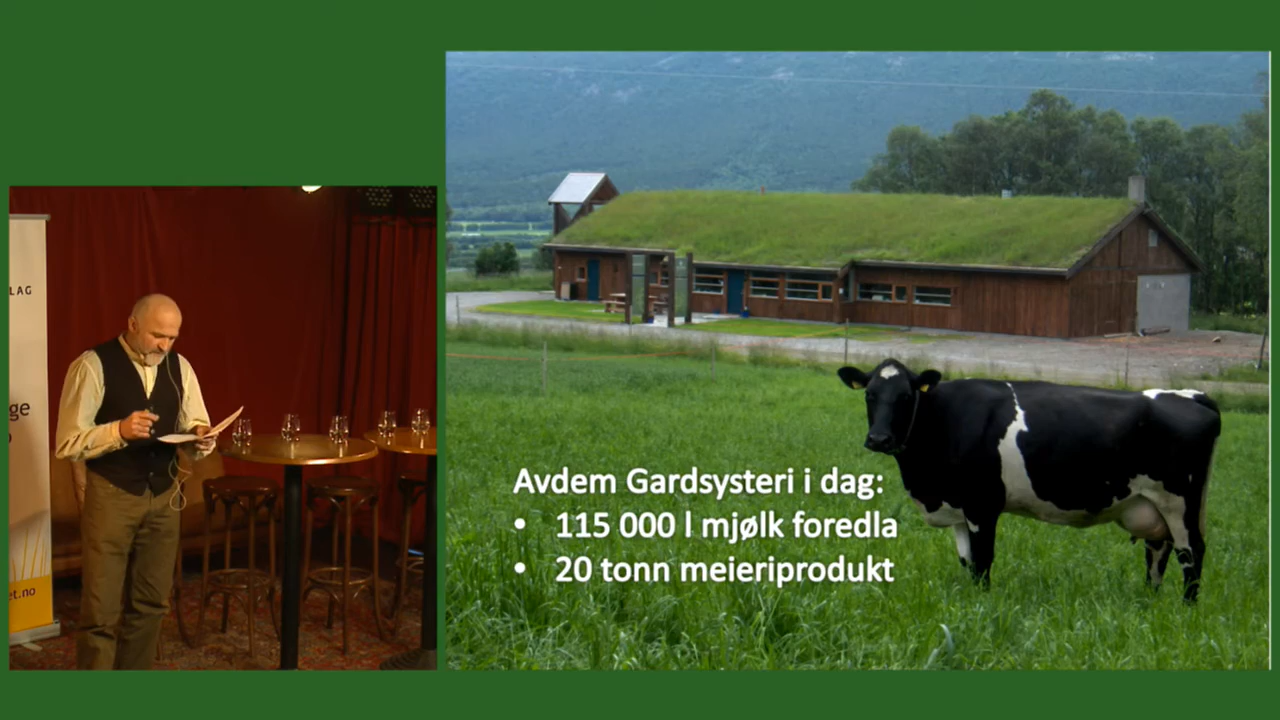 LAG
ge
et.no
Avdem Gardsysteri i dag:
• 115 000 l mjølk foredla
• 20 tonn meieriprodukt